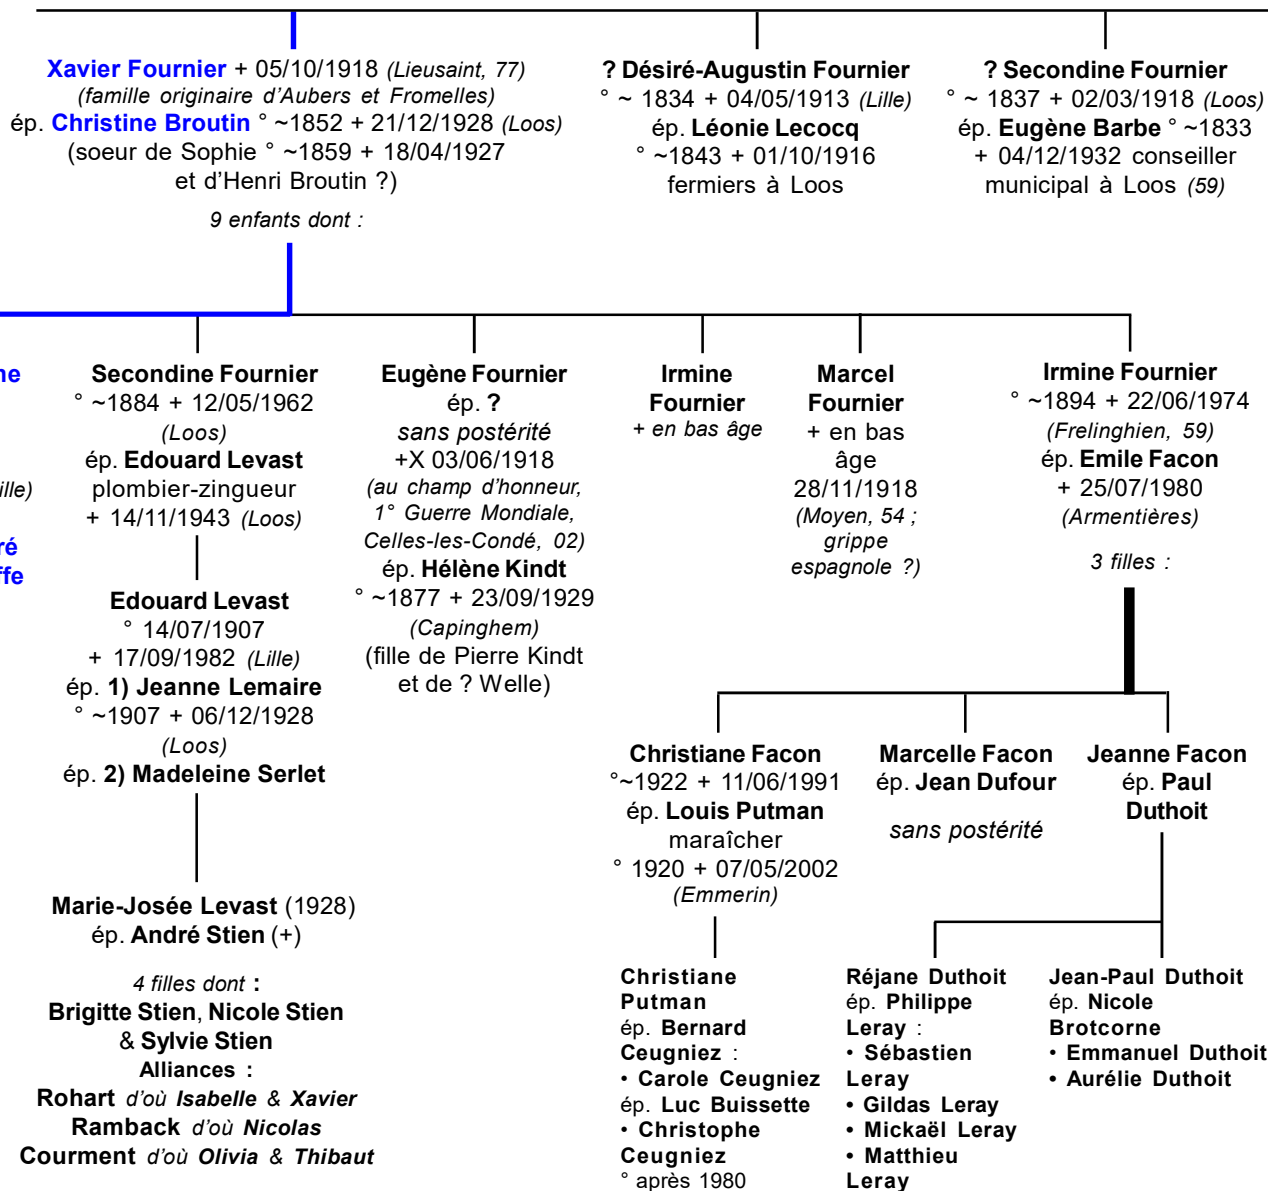 Xavier Fournier + 05/10/1918 (Lieusaint, 77)
(famille originaire d'Aubers et Fromelles)
ép. Christine Broutin ° ~1852 + 21/12/1928 (Loos)
(soeur de Sophie ° ~1859 + 18/04/1927
et d'Henri Broutin ?)
9 enfants dont :
? Désiré-Augustin Fournier
° ~ 1834 + 04/05/1913 (Lille)
ép. Léonie Lecocq
° ~1843 + 01/10/1916
fermiers à Loos
? Secondine Fournier
° ~ 1837 + 02/03/1918 (Loos)
ép. Eugène Barbe ° ~1833
+ 04/12/1932 conseiller
municipal à Loos (59)
ne
ille)
ré
ffe
Secondine Fournier
° ~1884 + 12/05/1962
(Loos)
ép. Edouard Levast
plombier-zingueur
+ 14/11/1943 (Loos)
Edouard Levast
° 14/07/1907
+ 17/09/1982 (Lille)
ép. 1) Jeanne Lemaire
° ~1907 + 06/12/1928
(Loos)
ép. 2) Madeleine Serlet
Marie-Josée Levast (1928)
ép. André Stien (+)
4 filles dont :
Brigitte Stien, Nicole Stien
& Sylvie Stien
Alliances :
Rohart d'où Isabelle & Xavier
Ramback d'où Nicolas
Courment d'où Olivia & Thibaut
Eugène Fournier
ép. ?
sans postérité
+X 03/06/1918
(au champ d'honneur,
1° Guerre Mondiale,
Celles-les-Condé, 02)
ép. Hélène Kindt
° ~1877 + 23/09/1929
(Capinghem)
(fille de Pierre Kindt
et de ? Welle)
Irmine
Fournier
+ en bas âge
Marcel
Fournier
+ en bas
âge
28/11/1918
(Moyen, 54 ;
grippe
espagnole ?)
Irmine Fournier
° ~1894 + 22/06/1974
(Frelinghien, 59)
ép. Emile Facon
+ 25/07/1980
(Armentières)
3 filles :
Christiane Facon
°~1922 + 11/06/1991
ép. Louis Putman
maraîcher
° 1920 + 07/05/2002
(Emmerin)
Marcelle Facon
ép. Jean Dufour
sans postérité
Jeanne Facon
ép. Paul
Duthoit
Christiane
Putman
ép. Bernard
Ceugniez :
• Carole Ceugniez
ép. Luc Buissette
• Christophe
Ceugniez
° après 1980
Réjane Duthoit
ép. Philippe
Leray :
• Sébastien
Leray
• Gildas Leray
• Mickaël Leray
• Matthieu
Leray
Jean-Paul Duthoit
ép. Nicole
Brotcorne
• Emmanuel Duthoit
• Aurélie Duthoit